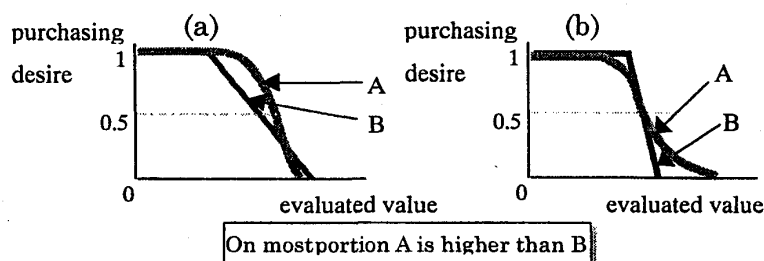 (a)
purchasing
desire
1
0.5
0
A
B
evaluated value
(b)
purchasing
desire
1
0.5
0
A
B
evaluated value
On mostportion A is higher than B